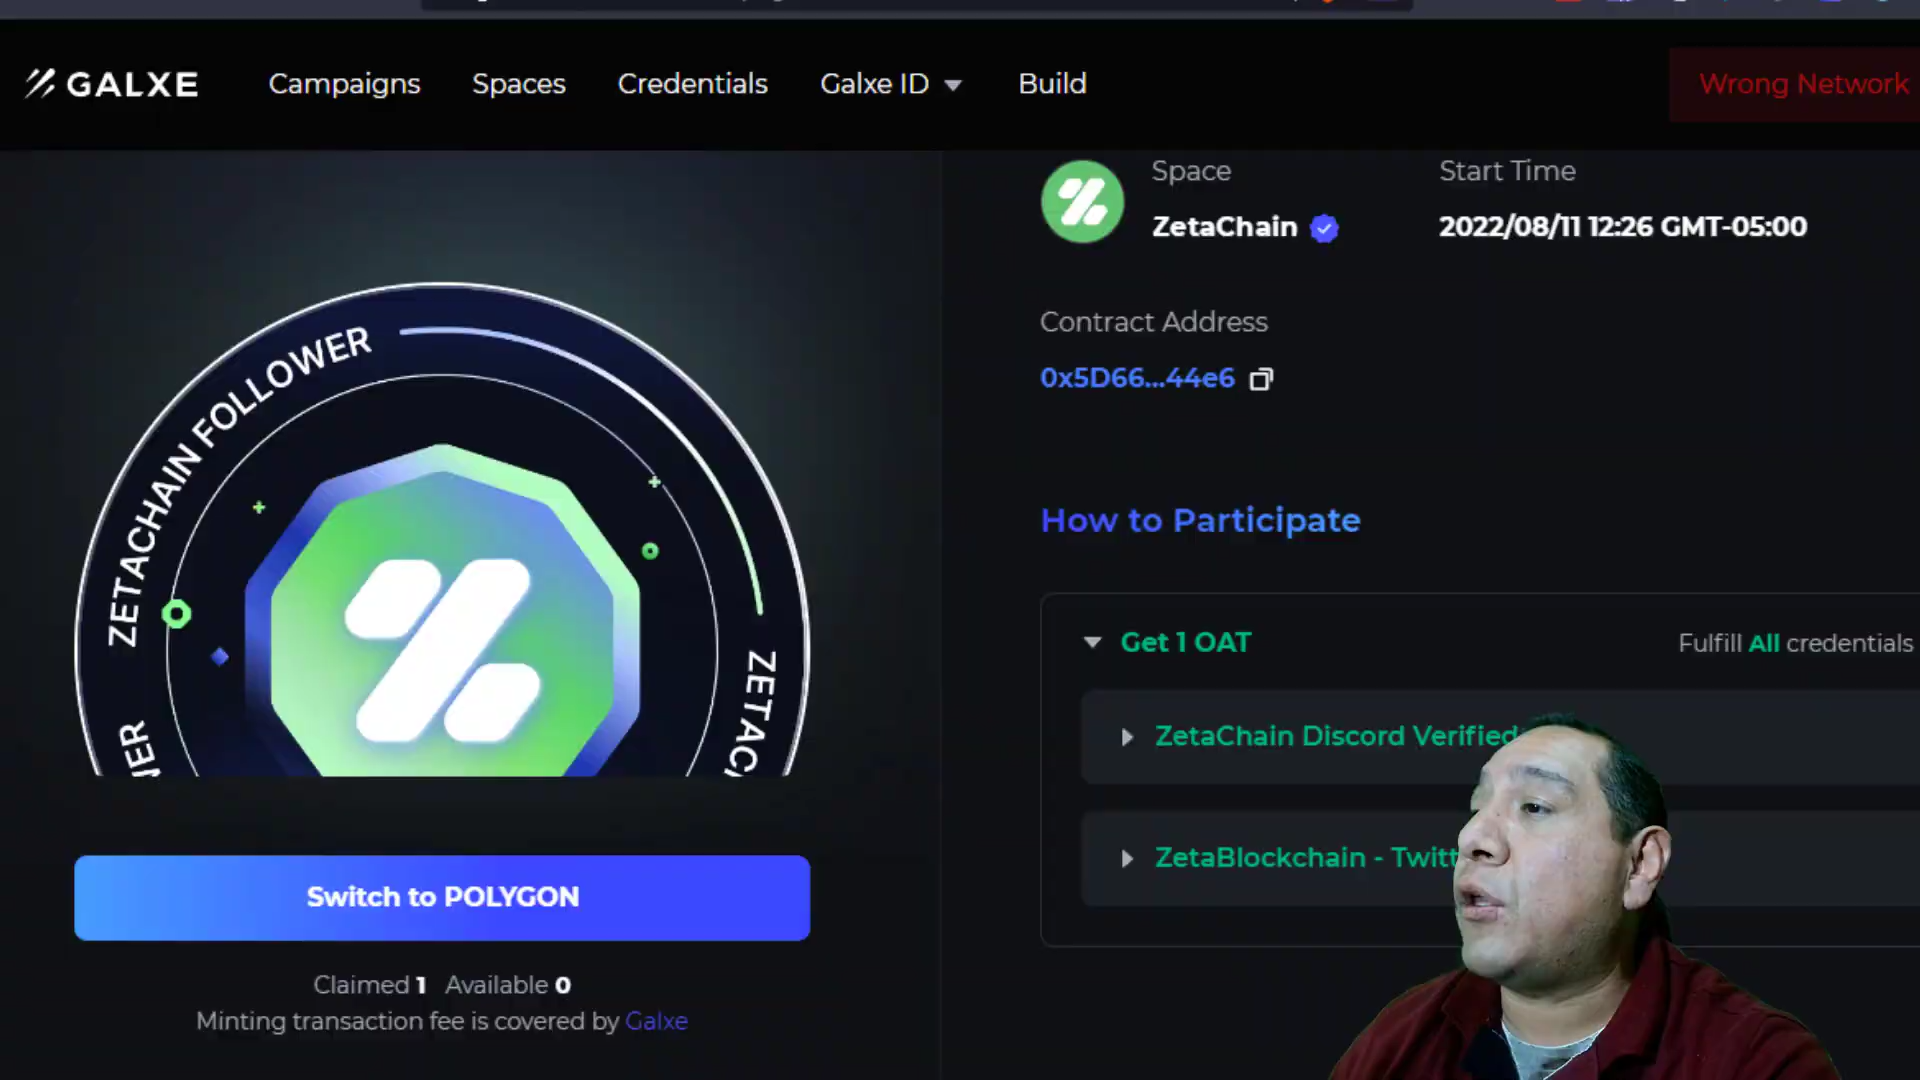 GALXE
Campaigns
Spaces
Credentials
Galxe ID
Build
Wrong Network
Space
ZetaChain
Start Time
2022/08/11 12:26 GMT-05:00
Contract Address
0x5D66...44e6
How to Participate
Get 1 OAT
Fulfill All credentials
ZetaChain Discord Verified
ZetaBlockchain -
ZETACHAIN FOLLOWER
Switch to POLYGON
Claimed 1 Available 0
Minting transaction fee is covered by Galxe